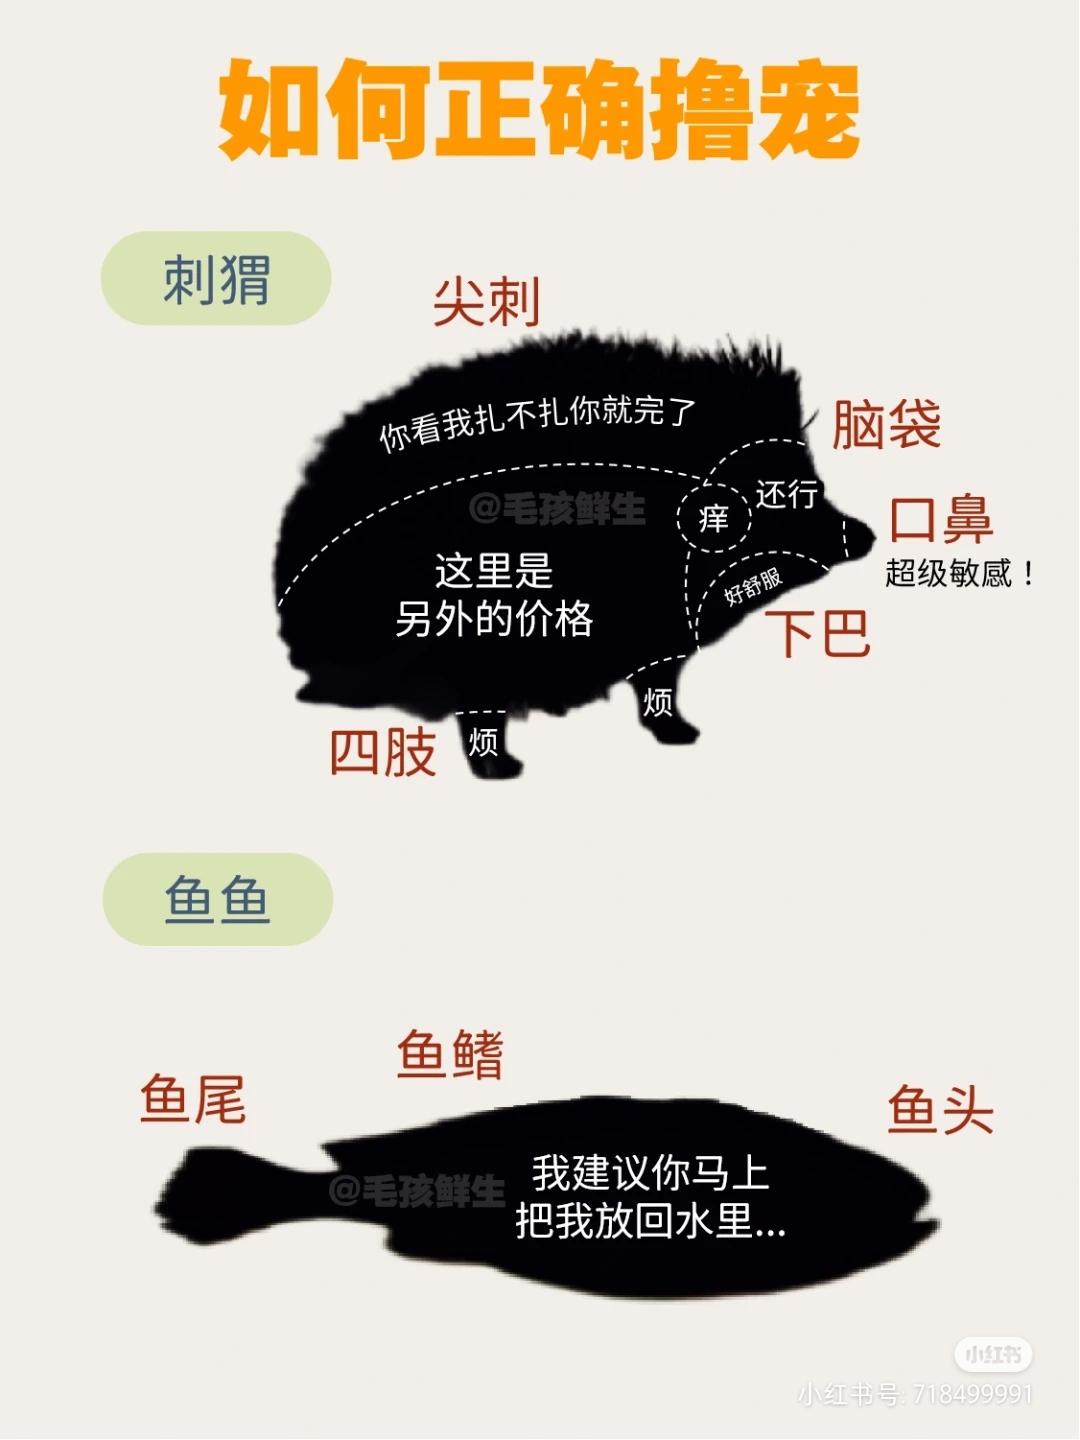 如何正确撸宠
刺猬
尖刺
你看我扎不扎你就完了
脑袋
还行
痒
口鼻
超级敏感！
@毛孩鲜生
这里是
另外的价格
好舒服
下巴
烦
四肢
烦
鱼鱼
鱼鳍
鱼尾
鱼头
我建议你马上
把我放回水里...
@毛孩鲜生
小红书
小红书号: 718499991